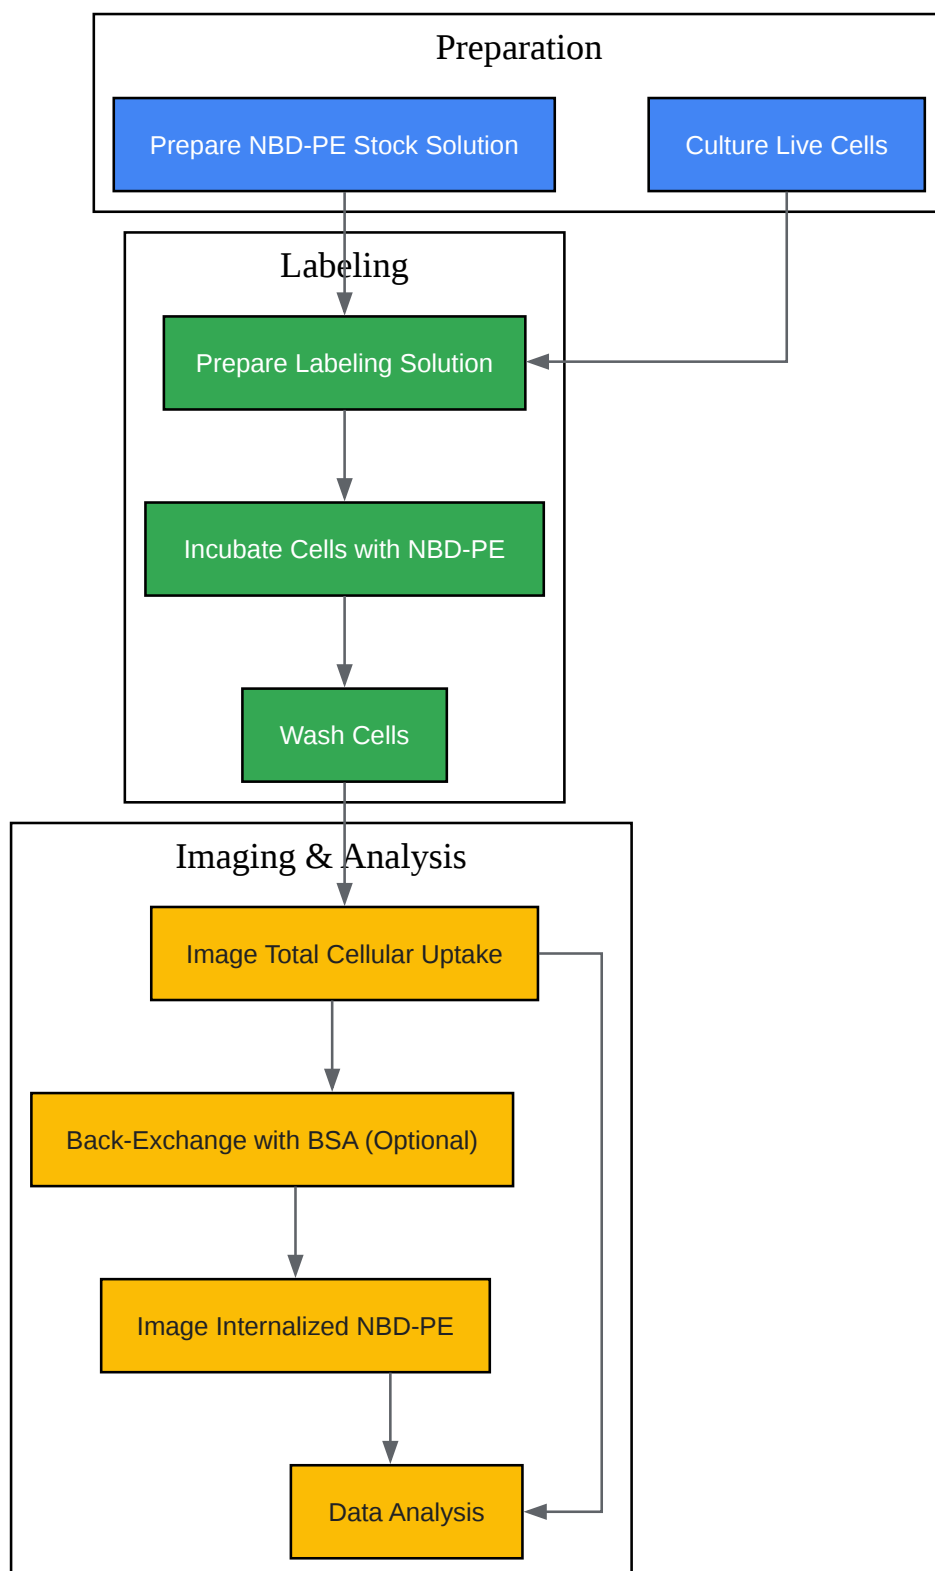 Preparation
Prepare NBD-PE Stock Solution
Culture Live Cells
Labeling
Prepare Labeling Solution
Incubate Cells with NBD-PE
Wash Cells
Imaging & Analysis
Image Total Cellular Uptake
Back-Exchange with BSA (Optional)
Image Internalized NBD-PE
Data Analysis